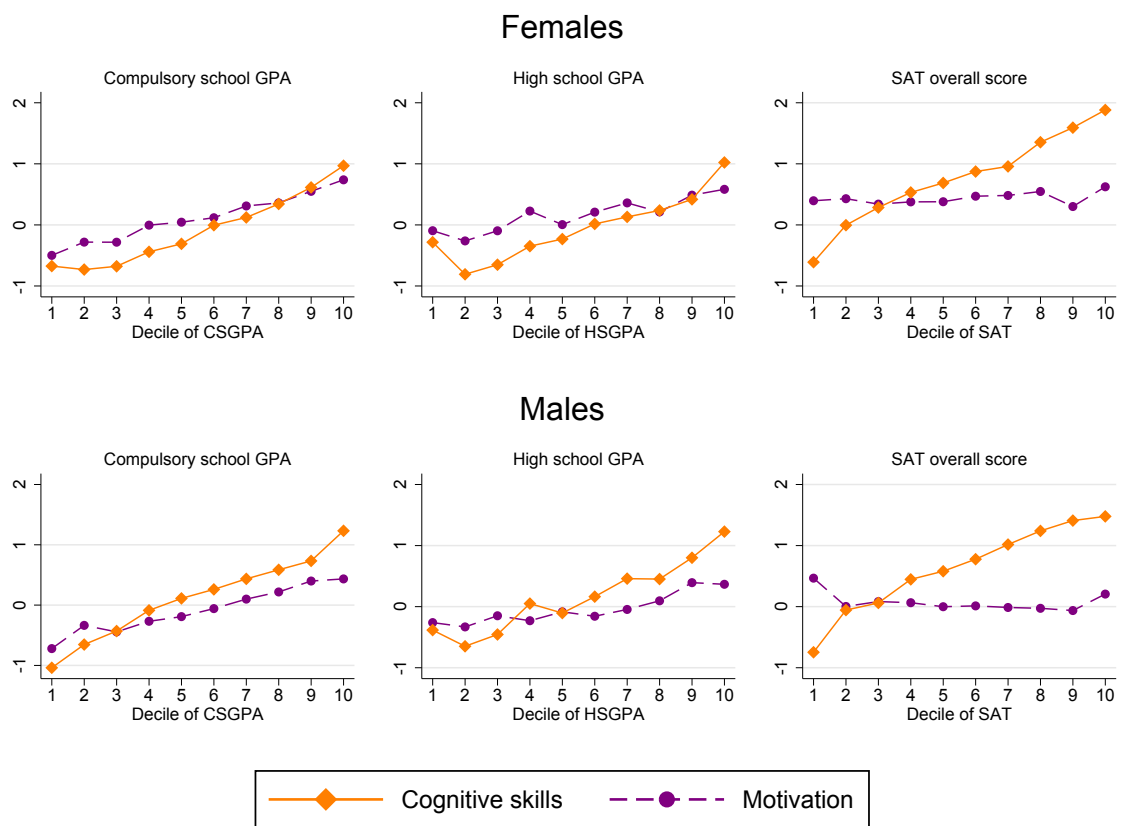 Females
Compulsory school GPA
High school GPA
SAT overall score
2
1
0
-1
1 2 3 4 5 6 7 8 9 10
Decile of CSGPA
2
1
0
-1
1 2 3 4 5 6 7 8 9 10
Decile of HSGPA
2
1
0
-1
1 2 3 4 5 6 7 8 9 10
Decile of SAT
Males
Compulsory school GPA
High school GPA
SAT overall score
2
1
0
-1
1 2 3 4 5 6 7 8 9 10
Decile of CSGPA
2
1
0
-1
1 2 3 4 5 6 7 8 9 10
Decile of HSGPA
2
1
0
-1
1 2 3 4 5 6 7 8 9 10
Decile of SAT
Cognitive skills Motivation